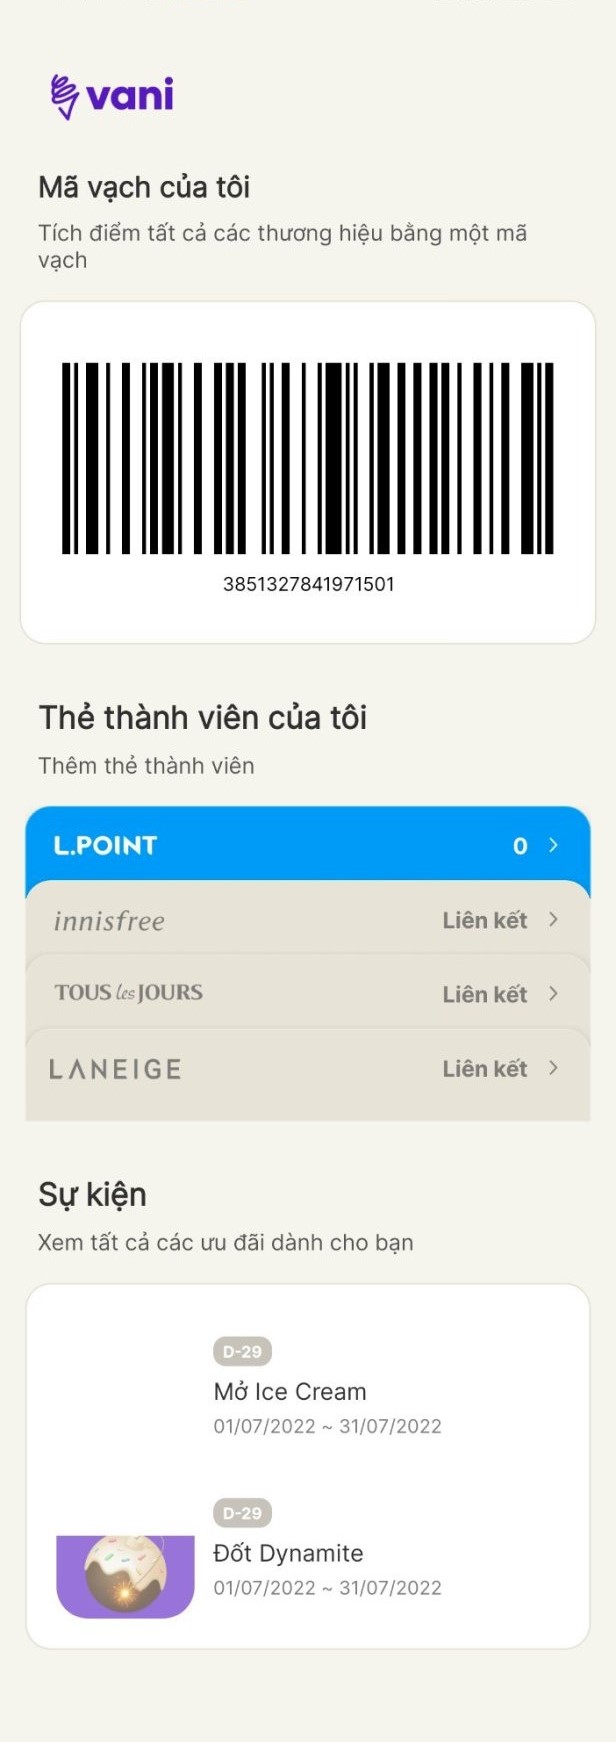 vani
Mã vạch của tôi
Tích điểm tất cả các thương hiệu bằng một mã
vạch
3851327841971501
Thẻ thành viên của tôi
Thêm thẻ thành viên
L.POINT 0
innisfree Liên kết
TOUS les JOURS Liên kết
LANEIGE Liên kết
Sự kiện
Xem tất cả các ưu đãi dành cho bạn
D-29
Mở Ice Cream
01/07/2022 ~ 31/07/2022
D-29
Đốt Dynamite
01/07/2022 ~ 31/07/2022